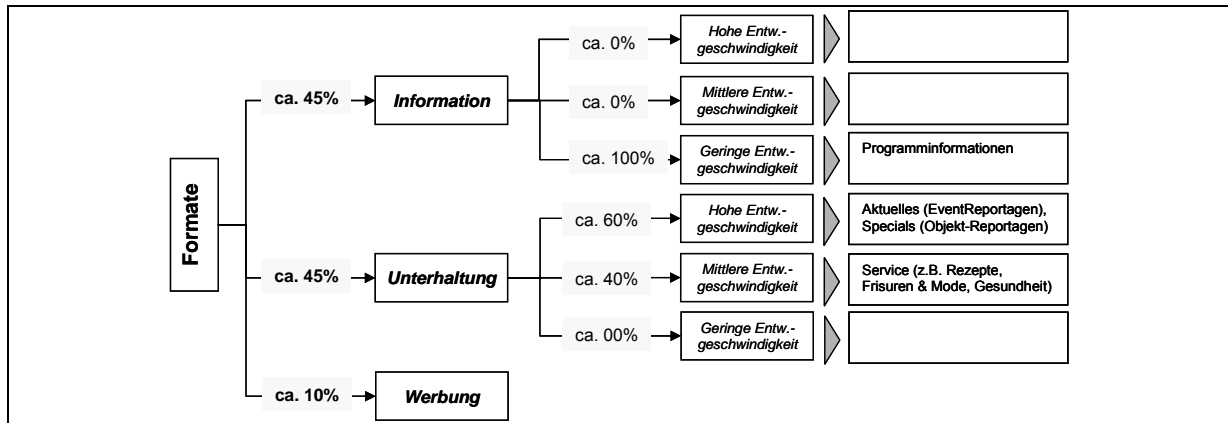 Formate
ca. 45%
Information
ca. 0%
Hohe Entw.-
geschwindigkeit
ca. 0%
Mittlere Entw.-
geschwindigkeit
ca. 100%
Geringe Entw.-
geschwindigkeit
Programminformationen
ca. 45%
Unterhaltung
ca. 60%
Hohe Entw.-
geschwindigkeit
Aktuelles (EventReportagen),
Specials (Objekt-Reportagen)
ca. 40%
Mittlere Entw.-
geschwindigkeit
Service (z.B. Rezepte,
Frisuren & Mode, Gesundheit)
ca. 00%
Geringe Entw.-
geschwindigkeit
ca. 10%
Werbung